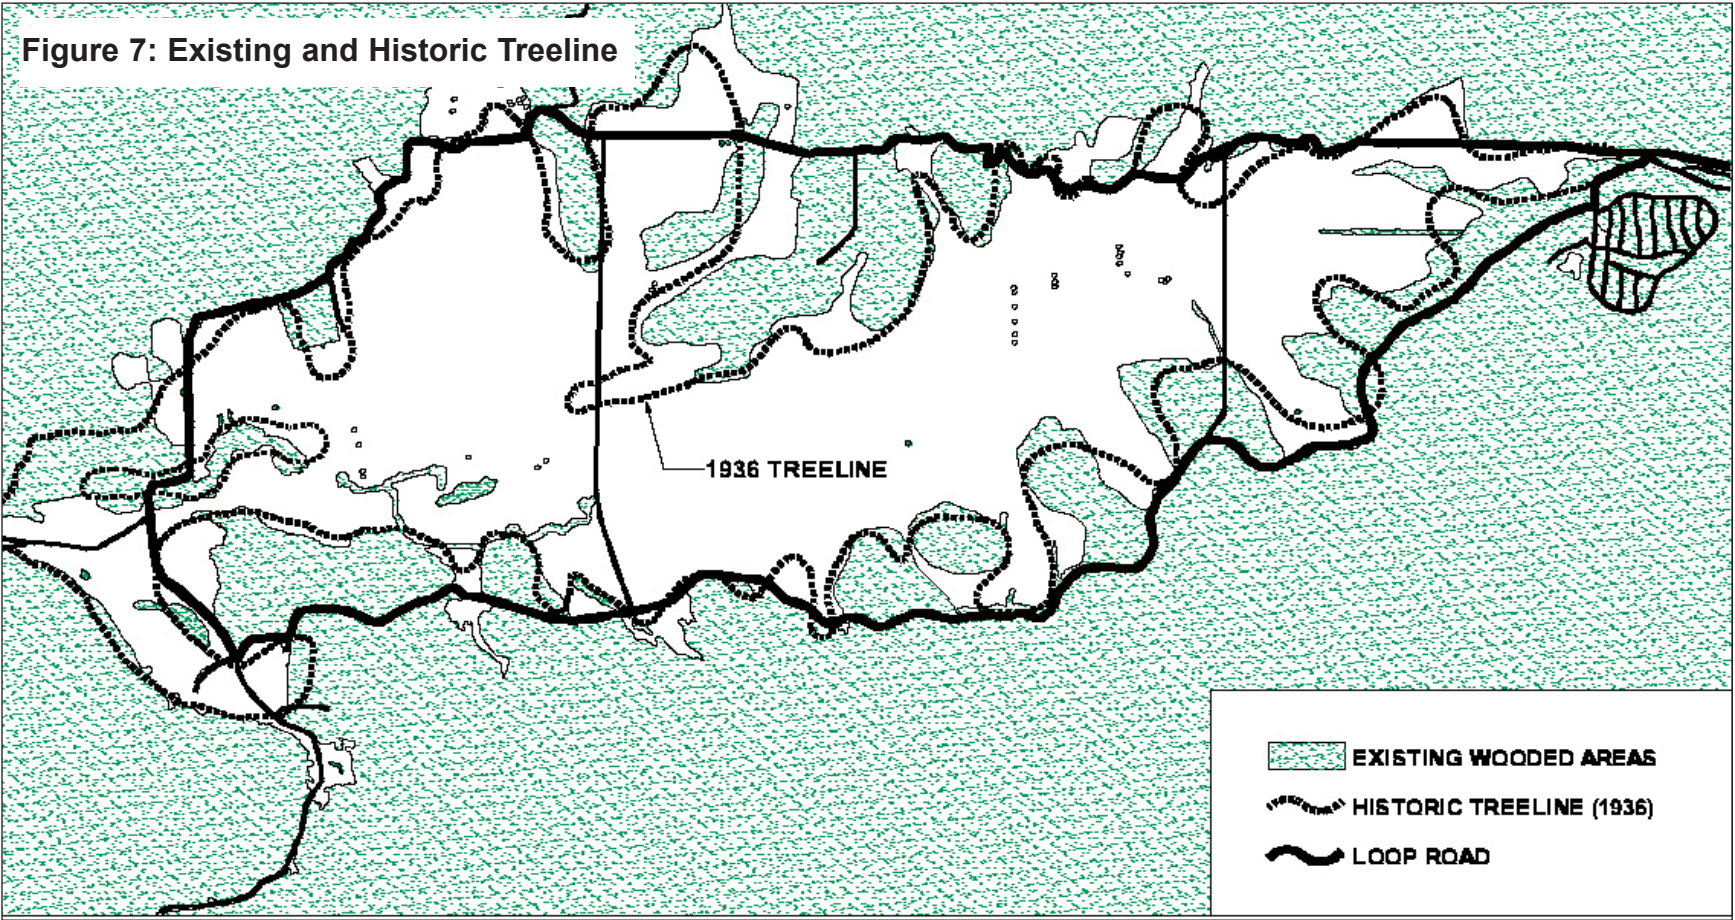 Figure 7: Existing and Historic Treeline
1936 TREELINE
EXISTING WOODED AREAS
HISTORIC TREELINE (1936)
LOOP ROAD